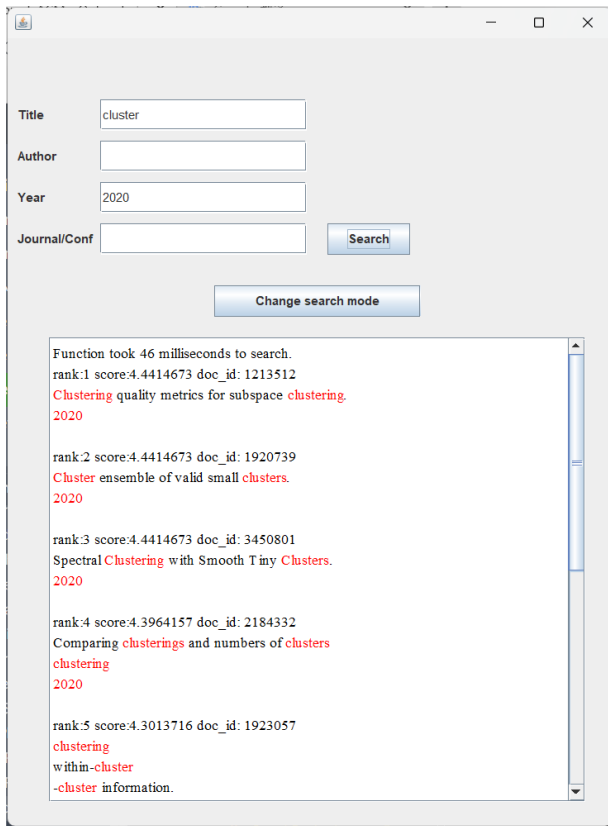 Title
cluster
Author
Year
2020
Journal/Conf
Search
Change search mode
Function took 46 milliseconds to search.
rank:1 score:4.4414673 doc_id: 1213512
Clustering quality metrics for subspace clustering.
2020
rank:2 score:4.4414673 doc_id: 1920739
Cluster ensemble of valid small clusters.
2020
rank:3 score:4.4414673 doc_id: 3450801
Spectral Clustering with Smooth Tiny Clusters.
2020
rank:4 score:4.3964157 doc_id: 2184332
Comparing clusterings and numbers of clusters
clustering
2020
rank:5 score:4.3013716 doc_id: 1923057
clustering
within-cluster
-cluster information.